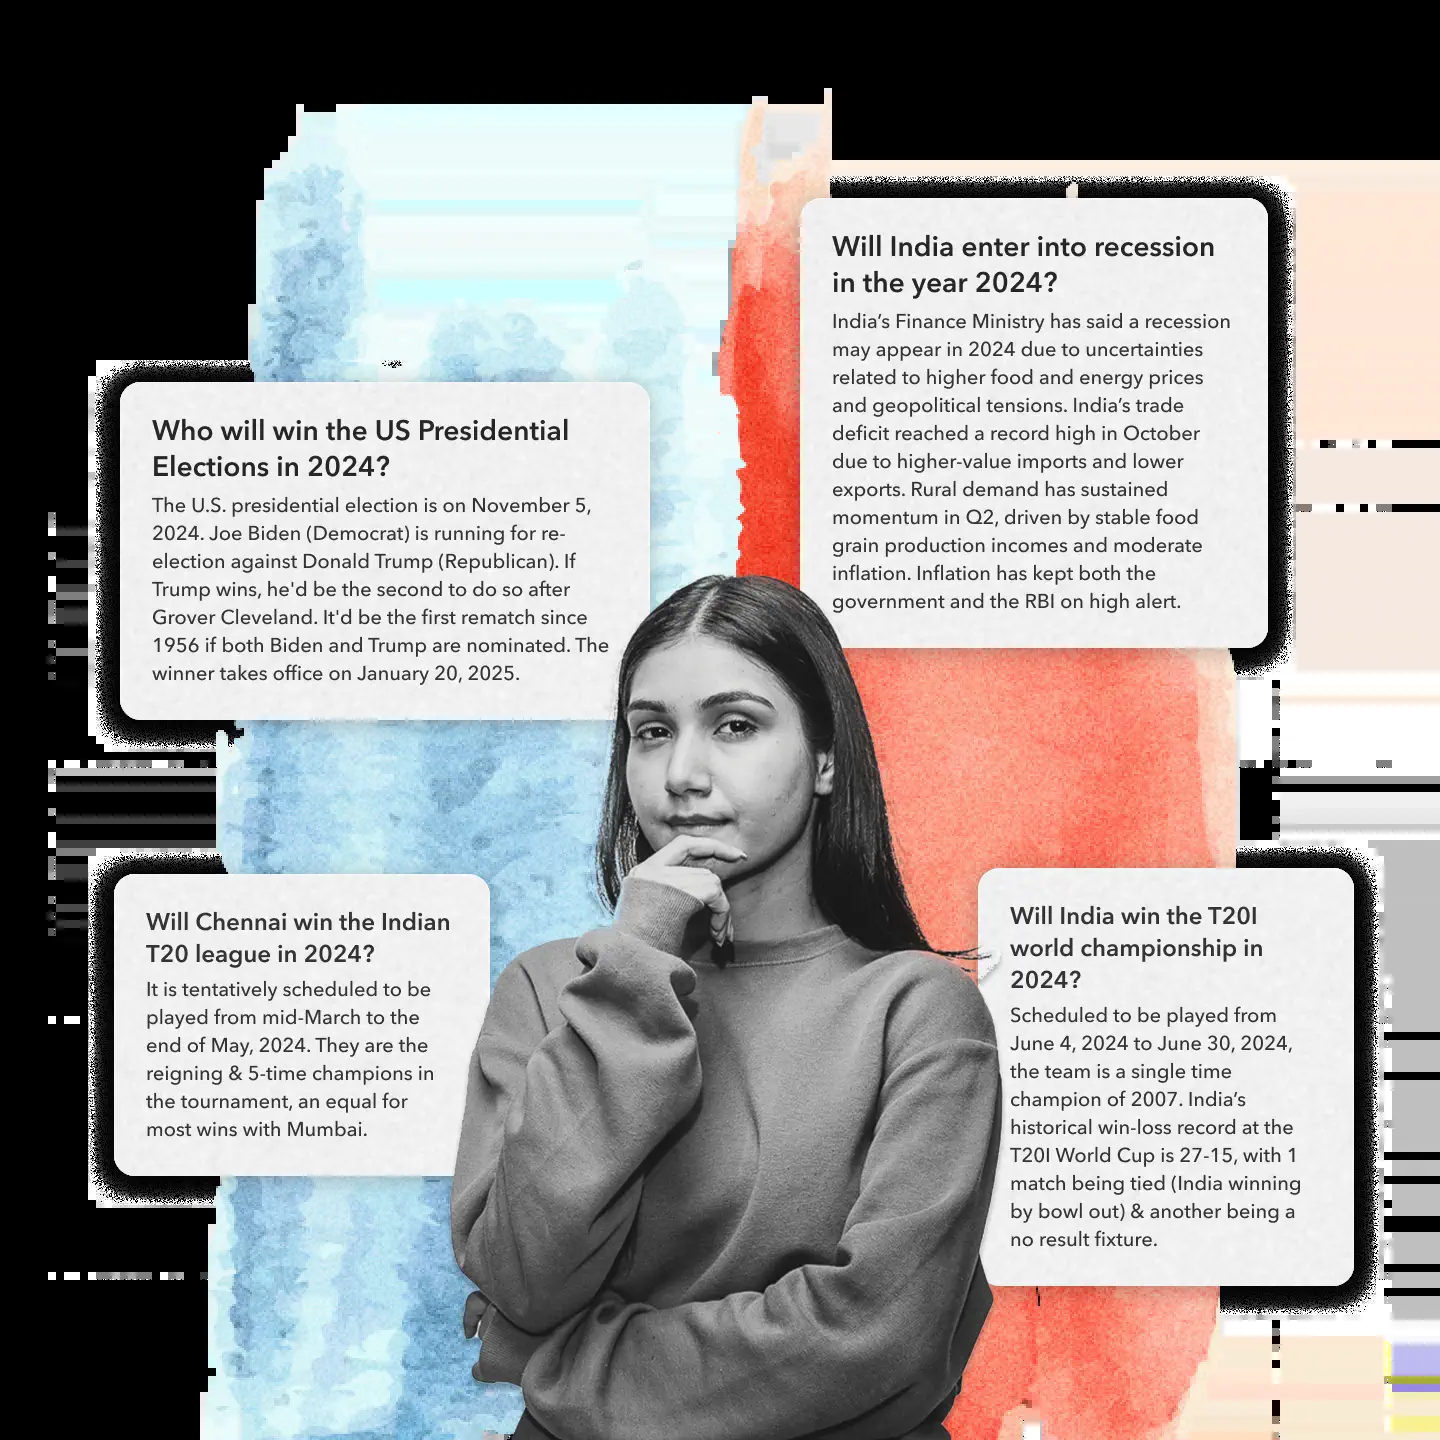 Who will win the US Presidential
Elections in 2024?
The U.S. presidential election is on November 5,
2024. Joe Biden (Democrat) is running for re-
election against Donald Trump (Republican). If
Trump wins, he'd be the second to do so after
Grover Cleveland. It'd be the first rematch since
1956 if both Biden and Trump are nominated. The
winner takes office on January 20, 2025.
Will India enter into recession
in the year 2024?
India’s Finance Ministry has said a recession
may appear in 2024 due to uncertainties
related to higher food and energy prices
and geopolitical tensions. India’s trade
deficit reached a record high in October
due to higher-value imports and lower
exports. Rural demand has sustained
momentum in Q2, driven by stable food
grain production incomes and moderate
inflation. Inflation has kept both the
government and the RBI on high alert.
Will Chennai win the Indian
T20 league in 2024?
It is tentatively scheduled to be
played from mid-March to the
end of May, 2024. They are the
reigning & 5-time champions in
the tournament, an equal for
most wins with Mumbai.
Will India win the T20I
world championship in
2024?
Scheduled to be played from
June 4, 2024 to June 30, 2024,
the team is a single time
champion of 2007. India’s
historical win-loss record at the
T20I World Cup is 27-15, with 1
match being tied (India winning
by bowl out) & another being a
no result fixture.